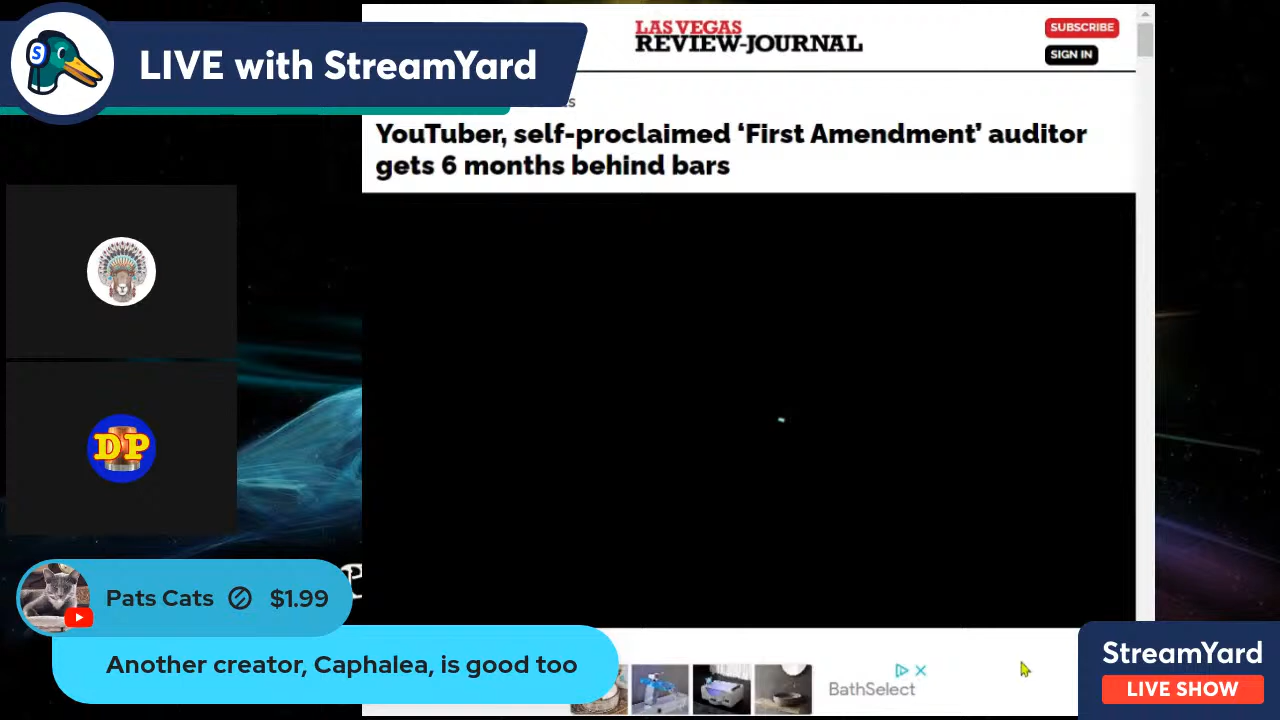 LIVE with StreamYard
S
LAS VEGAS
REVIEW-JOURNAL
SUBSCRIBE
SIGN IN
YouTuber, self-proclaimed ‘First Amendment’ auditor
gets 6 months behind bars
DP
Pats Cats $1.99
Another creator, Caphalea, is good too
BathSelect
StreamYard
LIVE SHOW